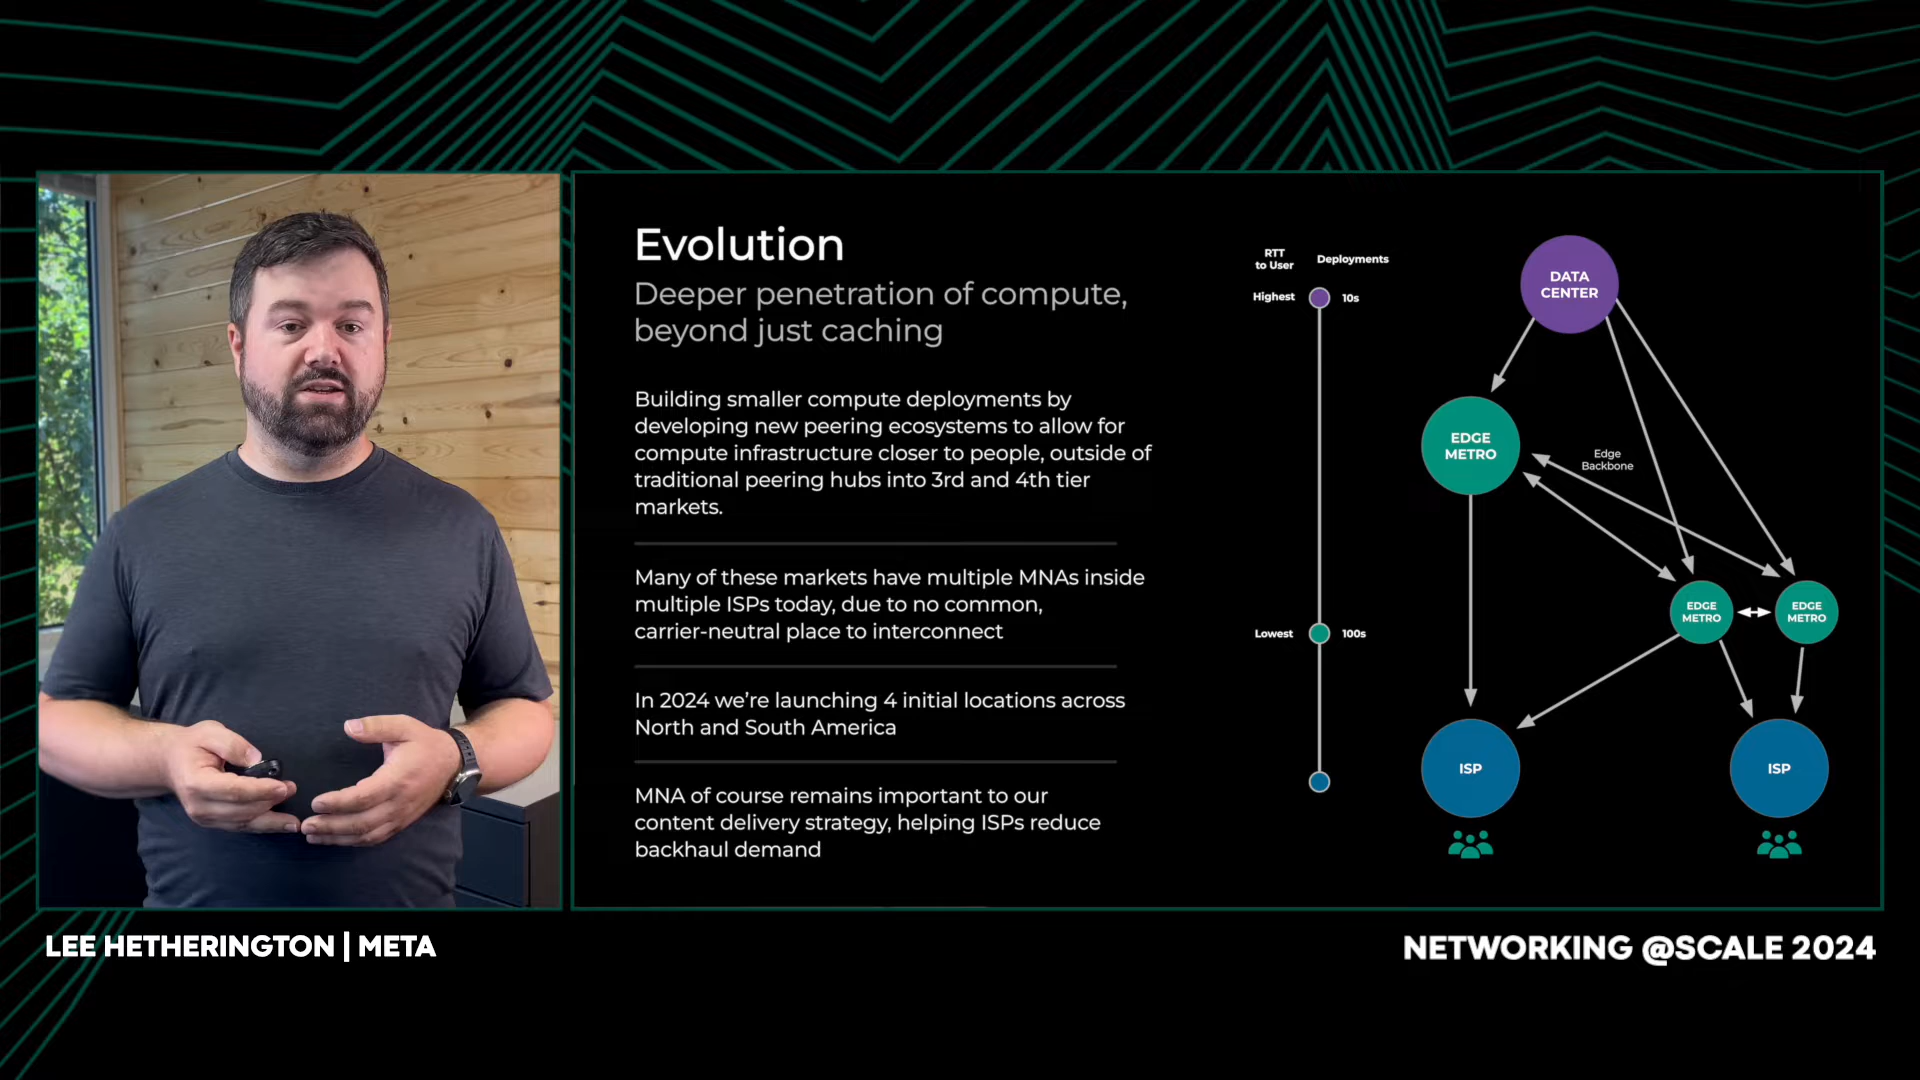 Evolution
Deeper penetration of compute,
beyond just caching
Building smaller compute deployments by
developing new peering ecosystems to allow for
compute infrastructure closer to people, outside of
traditional peering hubs into 3rd and 4th tier
markets.
Many of these markets have multiple MNAs inside
multiple ISPs today, due to no common,
carrier-neutral place to interconnect
In 2024 we're launching 4 initial locations across
North and South America
MNA of course remains important to our
content delivery strategy, helping ISPs reduce
backhaul demand
RTT
to User
Deployments
Highest
10s
Lowest
100s
DATA
CENTER
EDGE
METRO
Edge
Backbone
EDGE
METRO
EDGE
METRO
ISP
ISP
LEE HETHERINGTON | META
NETWORKING @SCALE 2024